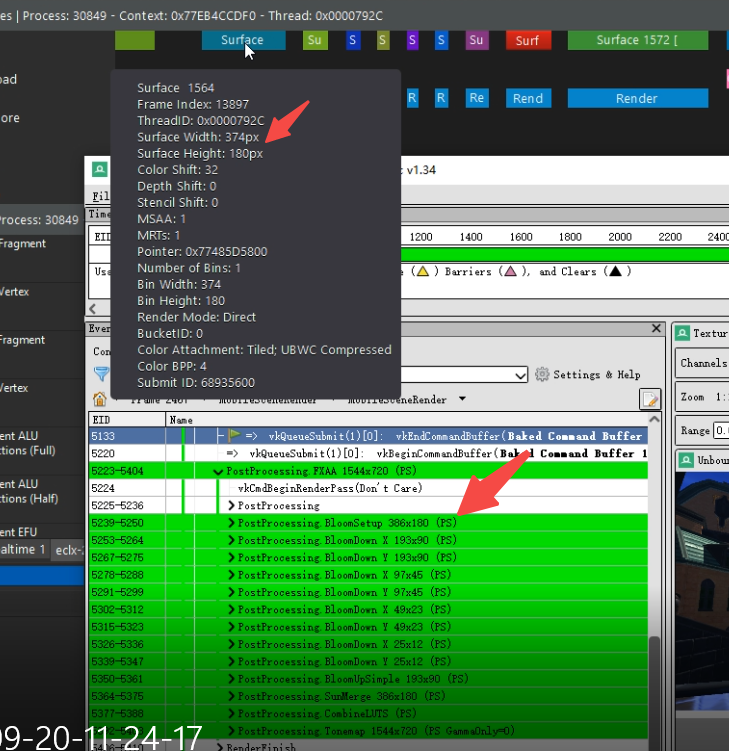 es | Process: 30849 - Context: 0x77EB4CCDF0 - Thread: 0x0000792C
Surface
Su
S
S
S
S
Su
Surf
Surface 1572 [
R
R
Re
Rend
Render
oad
ore
Surface 1564
Frame Index: 13897
ThreadID: 0x0000792C
Surface Width: 374px
Surface Height: 180px
Color Shift: 32
Depth Shift: 0
Stencil Shift: 0
MSAA: 1
MRTs: 1
Pointer: 0x77485D5800
Number of Bins: 1
Bin Width: 374
Bin Height: 180
Render Mode: Direct
BucketID: 0
Color Attachment: Tiled; UBWC Compressed
Color BPP: 4
Submit ID: 68935600
v1.34
Fil
Process: 30849
Time
EID
1200 1400 1600 1800 2000 2200 2400
Fragment
Use
) Barriers ( ), and Clears ( )
Vertex
Even
Fragment
Con
Textur
Channels
Settings & Help
Zoom 1:
Vertex
MobileSceneRender
EID Name
Range 0.
5133 => vkQueueSubmit(1)[0]: vkEndCommandBuffer(Baked Command Buffer
5220 => vkQueueSubmit(1)[0]: vkBeginCommandBuffer(Baked Command Buffer 1
5223-5404 PostProcessing.FXAA 1544x720 (PS)
5224 vkCmdBeginRenderPass(Don't Care)
5225-5236 PostProcessing
5239-5250 PostProcessing.BloomSetup 386x180 (PS)
5253-5264 PostProcessing.BloomDown X 193x90 (PS)
5267-5275 PostProcessing.BloomDown Y 193x90 (PS)
5278-5288 PostProcessing.BloomDown X 97x45 (PS)
5291-5299 PostProcessing.BloomDown Y 97x45 (PS)
5302-5312 PostProcessing.BloomDown X 49x23 (PS)
5315-5323 PostProcessing.BloomDown Y 49x23 (PS)
5326-5336 PostProcessing.BloomDown X 25x12 (PS)
5339-5347 PostProcessing.BloomDown Y 25x12 (PS)
5350-5361 PostProcessing.BloomUpSimple 193x90 (PS)
5364-5375 PostProcessing.SunMerge 386x180 (PS)
5377-5388 PostProcessing.CombineLUTS (PS)
PostProcessing.Tonemap 1544x720 (PS GammaOnly=0)
RenderFinish
Unbou
ent ALU
ctions (Full)
ent ALU
ctions (Half)
ent EFU
ealtime 1
eclx-
09-20-11-24-17